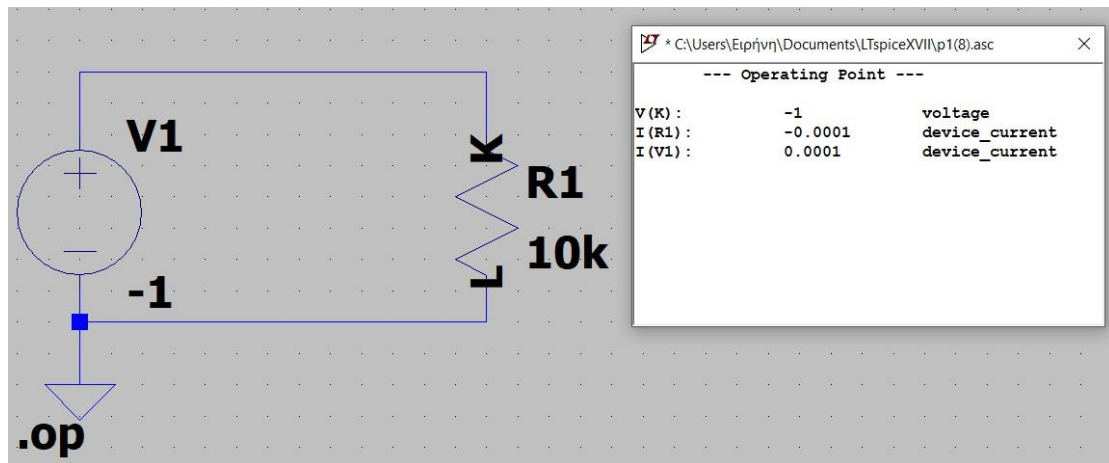 * C:\Users\Ειρήνη\Documents\LTspiceXVII\p1(8).asc
--- Operating Point ---
V(K): -1 voltage
I(R1): -0.0001 device_current
I(V1): 0.0001 device_current
V1
+
-1
K
R1
10k
L
.op